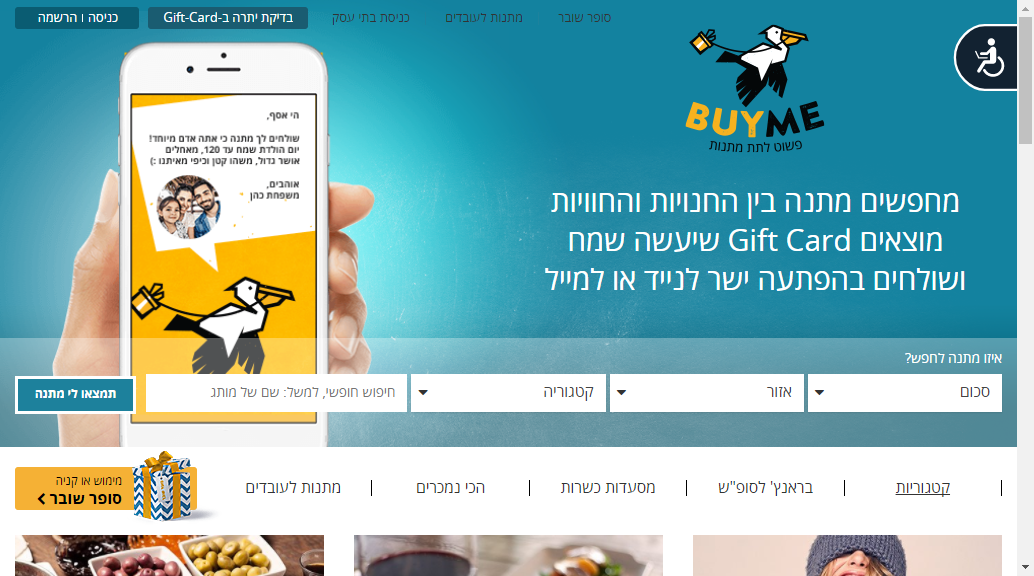 סופר שובר
מתנות לעובדים
כניסת בתי עסק
בדיקת יתרה ב-Gift-Card
כניסה | הרשמה
BUYME
פשוט לתת מתנות
היי אסף,
שולחים לך מתנה כי אתה אדם מיוחד!
יום הולדת שמח עד 120, מאחלים
אושר גדול, משהו קטן וכיפי מאיתנו :)
אוהבים,
משפחת כהן
מחפשים מתנה בין החנויות והחוויות
מוצאים Gift Card שיעשה שמח
ושולחים בהפתעה ישר לנייד או למייל
איזו מתנה לחפש?
סכום
אזור
קטגוריה
חיפוש חופשי, למשל: שם של מותג
תמצאו לי מתנה
קטגוריות
בראנץ' לסופ"ש
מסעדות כשרות
הכי נמכרים
מתנות לעובדים
מימוש או קניה
סופר שובר